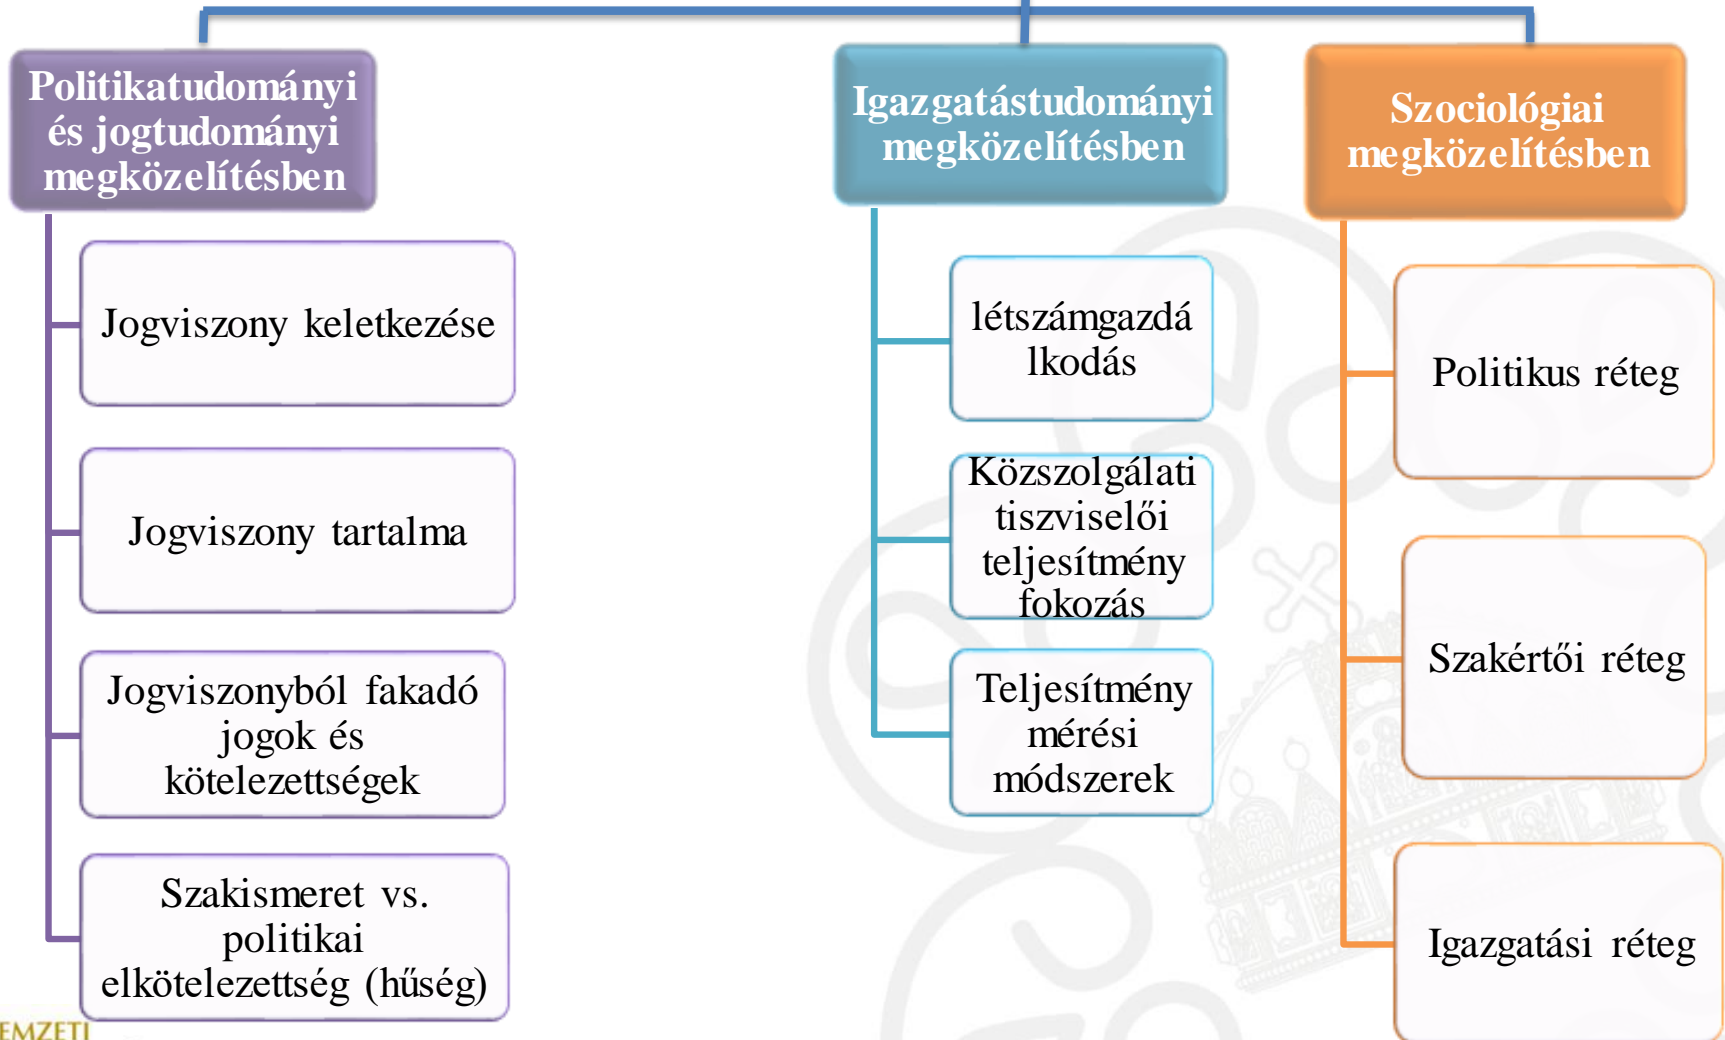 Politikatudományi
és jogtudományi
megközelítésben
Jogviszony keletkezése
Jogviszony tartalma
Jogviszonyból fakadó
jogok és
kötelezettségek
Szakismeret vs.
politikai
elkötelezettség (hűség)
Igazgatástudományi
megközelítésben
létszámgazdá
lkodás
Közszolgálati
tiszviselői
teljesítmény
fokozás
Teljesítmény
mérési
módszerek
Szociológiai
megközelítésben
Politikus réteg
Szakértői réteg
Igazgatási réteg
EMZETI